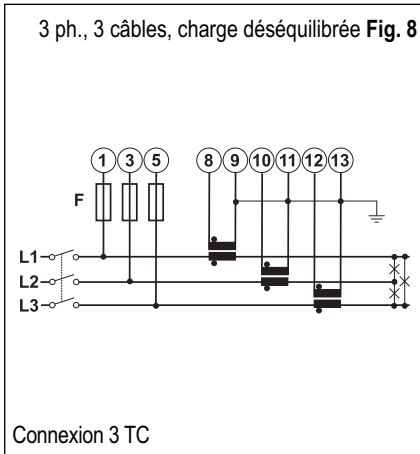 3 ph., 3 câbles, charge déséquilibrée Fig. 8
1 3 5 8 9 10 11 12 13
F
L1
L2
L3
Connexion 3 TC